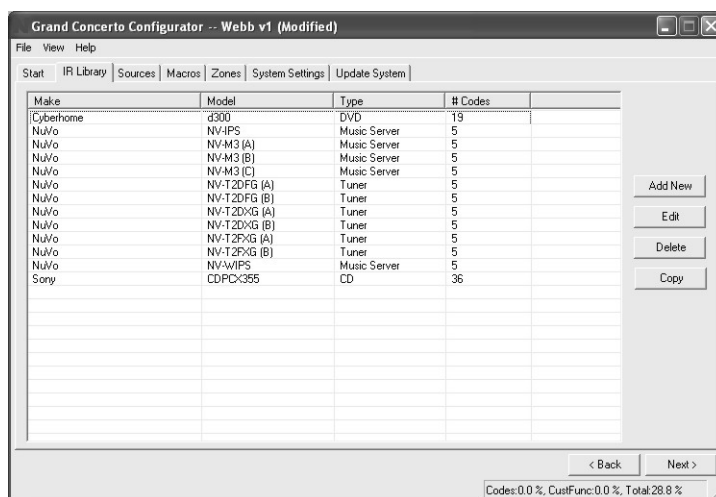 Grand Concerto Configurator -- Webb v1 (Modified)
File View Help
Start IR Library Sources Macros Zones System Settings Update System
Make Model Type # Codes
Cyberhome d300 DVD 19
NuVo NV-IPS Music Server 5
NuVo NV-M3 (A) Music Server 5
NuVo NV-M3 (B) Music Server 5
NuVo NV-M3 (C) Music Server 5
NuVo NV-T2DFG (A) Tuner 5
NuVo NV-T2DFG (B) Tuner 5
NuVo NV-T2DXG (A) Tuner 5
NuVo NV-T2DXG (B) Tuner 5
NuVo NV-T2FXG (A) Tuner 5
NuVo NV-T2FXG (B) Tuner 5
NuVo NV-WIPS Music Server 5
Sony CDPCX355 CD 36
Add New
Edit
Delete
Copy
< Back Next >
Codes:0.0 %, CustFunc:0.0 %, Total:28.8 %